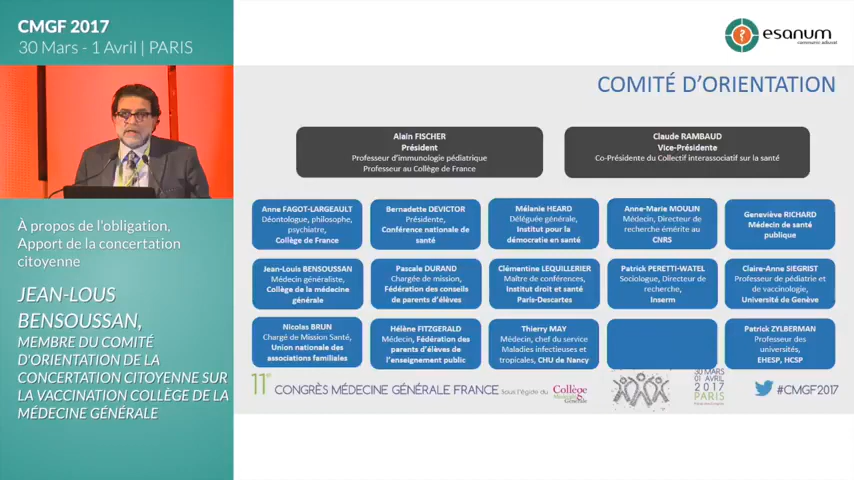 CMGF 2017
30 Mars - 1 Avril | PARIS
esanum
COMITÉ D'ORIENTATION
Alain FISCHER
Président
Professeur d'immunologie pédiatrique
Professeur au Collège de France
Claude RAMBAUD
Vice-Présidente
Co-Présidente du Collectif interassociatif sur la santé
Anne FAGOT-LARGEAULT
Déontologue, philosophe,
psychiatre,
Collège de France
Bernadette DEVICTOR
Présidente,
Conférence nationale de
santé
Mélanie HEARD
Déléguée générale,
Institut pour la
démocratie en santé
Anne-Marie MOULIN
Médecin, Directeur de
recherche émérite au
CNRS
Geneviève RICHARD
Médecin de santé
publique
Jean-Louis BENSOUSSAN
Médecin généraliste,
Collège de la médecine
générale
Pascale DURAND
Chargée de mission,
Fédération des conseils
de parents d'élèves
Clémentine LEQUILLERIER
Maître de conférences,
Institut droit et santé
Paris-Descartes
Patrick PERETTI-WATEL
Sociologue, Directeur de
recherche,
Inserm
Claire-Anne SIEGRIST
Professeur de pédiatrie et
de vaccinologie,
Université de Genève
Nicolas BRUN
Chargé de Mission Santé,
Union nationale des
associations familiales
Hélène FITZGERALD
Médecin, Fédération des
parents d'élèves de
l'enseignement public
Thierry MAY
Médecin, chef du service
Maladies infectieuses et
tropicales, CHU de Nancy
Patrick ZYLBERMAN
Professeur des
universités,
EHESP, HCSP
À propos de l'obligation.
Apport de la concertation
citoyenne
JEAN-LOUS
BENSOUSSAN,
MEMBRE DU COMITÉ
D'ORIENTATION DE LA
CONCERTATION CITOYENNE SUR
LA VACCINATION COLLÈGE DE LA
MÉDECINE GÉNÉRALE
11e CONGRÈS MÉDECINE GÉNÉRALE FRANCE Sous l'égide du Collège
Médecine
Générale
30 MARS
01 AVRIL
2017
PARIS
#CMGF2017